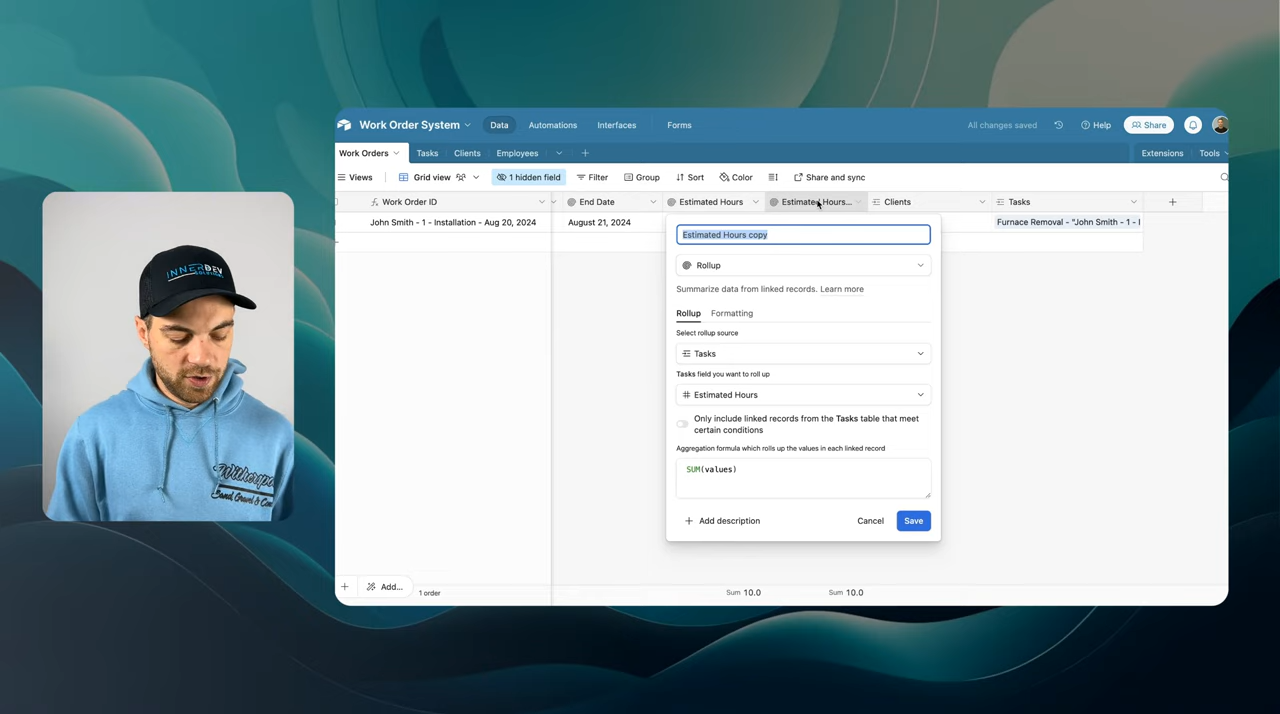 Work Order System
Data
Automations
Interfaces
Forms
All changes saved
Help
Share
Work Orders
Tasks
Clients
Employees
Extensions
Tools
Views
Grid view
1 hidden field
Filter
Group
Sort
Color
Share and sync
Work Order ID
End Date
Estimated Hours
Estimated Hours...
Clients
Tasks
John Smith - 1 - Installation - Aug 20, 2024
August 21, 2024
Furnace Removal - "John Smith - 1 - I
Estimated Hours copy
Rollup
Summarize data from linked records. Learn more
Rollup
Formatting
Select rollup source
Tasks
Tasks field you want to roll up
Estimated Hours
Only include linked records from the Tasks table that meet
certain conditions
Aggregation formula which rolls up the values in each linked record
SUM(values)
Add description
Cancel
Save
Add...
1 order
Sum 10.0
Sum 10.0
INNERDEV
SOLUTIONS